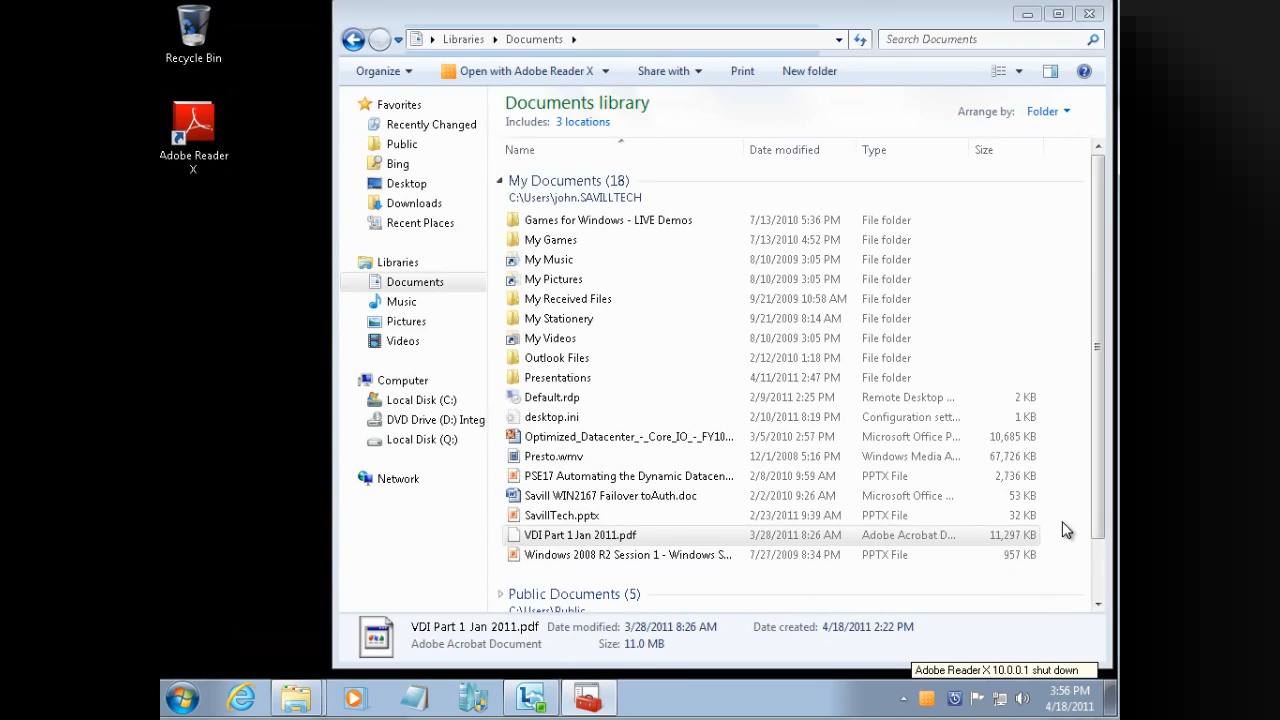 Recycle Bin
Adobe Reader
X
Libraries Documents
Search Documents
Organize Open with Adobe Reader X Share with Print New folder
Documents library
Includes: 3 locations
Arrange by: Folder
Name Date modified Type Size
Favorites
Recently Changed
Public
Bing
Desktop
Downloads
Recent Places
Libraries
Documents
Music
Pictures
Videos
Computer
Local Disk (C:)
DVD Drive (D:) Integ
Local Disk (Q:)
Network
My Documents (18)
C:\Users\john.SAVILLTECH
Games for Windows - LIVE Demos 7/13/2010 5:36 PM File folder
My Games 7/13/2010 4:52 PM File folder
My Music 8/10/2009 3:05 PM File folder
My Pictures 8/10/2009 3:05 PM File folder
My Received Files 9/21/2009 10:58 AM File folder
My Stationery 9/21/2009 8:14 AM File folder
My Videos 8/10/2009 3:05 PM File folder
Outlook Files 2/12/2010 1:18 PM File folder
Presentations 4/11/2011 2:47 PM File folder
Default.rdp 2/9/2011 2:25 PM Remote Desktop ... 2 KB
desktop.ini 2/10/2011 8:19 PM Configuration sett... 1 KB
Optimized_Datacenter_-_Core_IO_-_FY10... 3/5/2010 2:57 PM Microsoft Office P... 10,685 KB
Presto.wmv 12/1/2008 5:16 PM Windows Media A... 67,726 KB
PSE17 Automating the Dynamic Datacen... 2/8/2010 9:59 AM PPTX File 2,736 KB
Savill WIN2167 Failover toAuth.doc 2/2/2010 9:26 AM Microsoft Office ... 53 KB
SavillTech.pptx 2/23/2011 9:39 AM PPTX File 32 KB
VDI Part 1 Jan 2011.pdf 3/28/2011 8:26 AM Adobe Acrobat D... 11,297 KB
Windows 2008 R2 Session 1 - Windows S... 7/27/2009 8:34 PM PPTX File 957 KB
Public Documents (5)
C:\Users\Public
VDI Part 1 Jan 2011.pdf Date modified: 3/28/2011 8:26 AM Date created: 4/18/2011 2:22 PM
Adobe Acrobat Document Size: 11.0 MB
Adobe Reader X 10.0.0.1 shut down
3:56 PM
4/18/2011